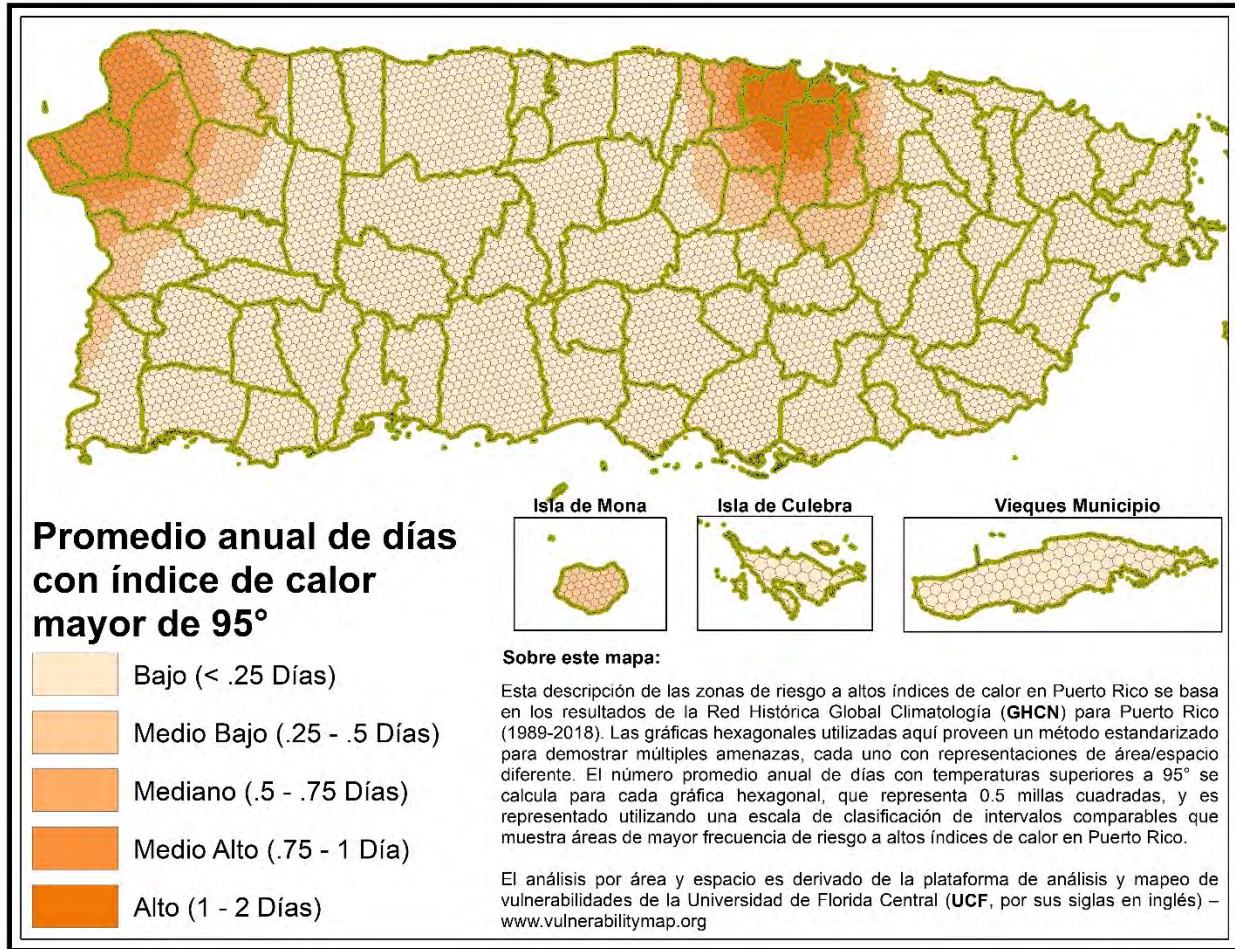 Isla de Mona
Isla de Culebra
Vieques Municipio
Promedio anual de días
con índice de calor
mayor de 95°
Bajo (< .25 Días)
Medio Bajo (.25 - .5 Días)
Mediano (.5 - .75 Días)
Medio Alto (.75 - 1 Día)
Alto (1 - 2 Días)
Sobre este mapa:
Esta descripción de las zonas de riesgo a altos índices de calor en Puerto Rico se basa
en los resultados de la Red Histórica Global Climatología (GHCN) para Puerto Rico
(1989-2018). Las gráficas hexagonales utilizadas aquí proveen un método estandarizado
para demostrar múltiples amenazas, cada uno con representaciones de área/espacio
diferente. El número promedio anual de días con temperaturas superiores a 95° se
calcula para cada gráfica hexagonal, que representa 0.5 millas cuadradas, y es
representado utilizando una escala de clasificación de intervalos comparables que
muestra áreas de mayor frecuencia de riesgo a altos índices de calor en Puerto Rico.
El análisis por área y espacio es derivado de la plataforma de análisis y mapeo de
vulnerabilidades de la Universidad de Florida Central (UCF, por sus siglas en inglés) –
www.vulnerabilitymap.org